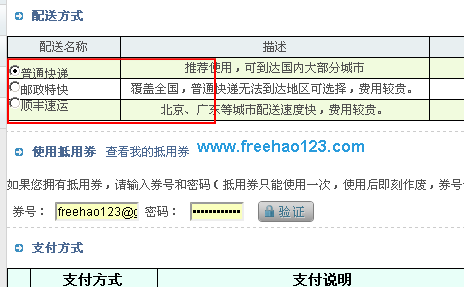 配送方式
配送名称 描述
普通快递 推荐使用，可到达国内大部分城市
邮政特快 覆盖全国，普通快递无法到达地区可选择，费用较贵。
顺丰速运 北京、广东等城市配送速度快，费用较贵。
使用抵用券 查看我的抵用券 www.freehao123.com
如果您拥有抵用券，请输入券号和密码（抵用券只能使用一次，使用后即刻作废，券号
券号： freehao123@g 密码： ••••••••••• 验证
支付方式
支付方式 支付说明